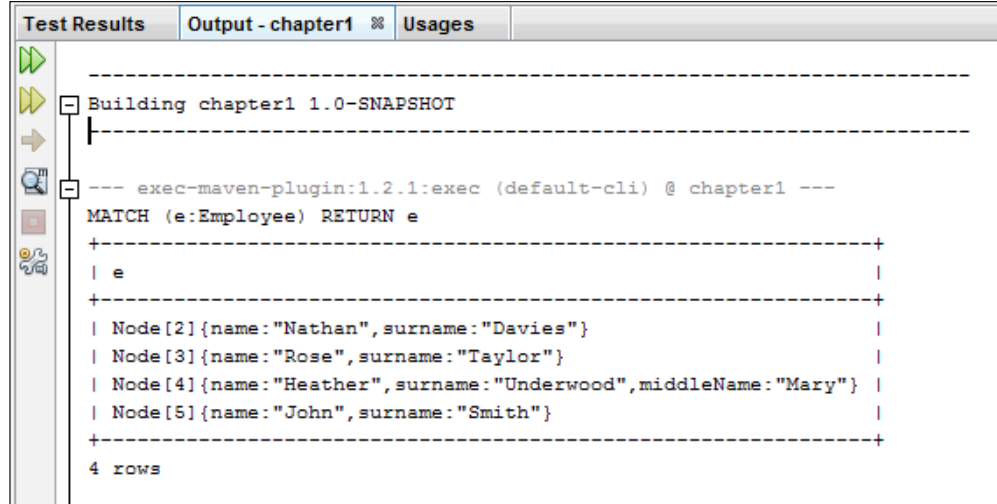 Test Results Output - chapter1 Usages
------------------------------------------------------------------------
Building chapter1 1.0-SNAPSHOT
------------------------------------------------------------------------
--- exec-maven-plugin:1.2.1:exec (default-cli) @ chapter1 ---
MATCH (e:Employee) RETURN e
+---------------------------------------------------------------+
| e |
+---------------------------------------------------------------+
| Node[2]{name:"Nathan",surname:"Davies"} |
| Node[3]{name:"Rose",surname:"Taylor"} |
| Node[4]{name:"Heather",surname:"Underwood",middleName:"Mary"} |
| Node[5]{name:"John",surname:"Smith"} |
+---------------------------------------------------------------+
4 rows